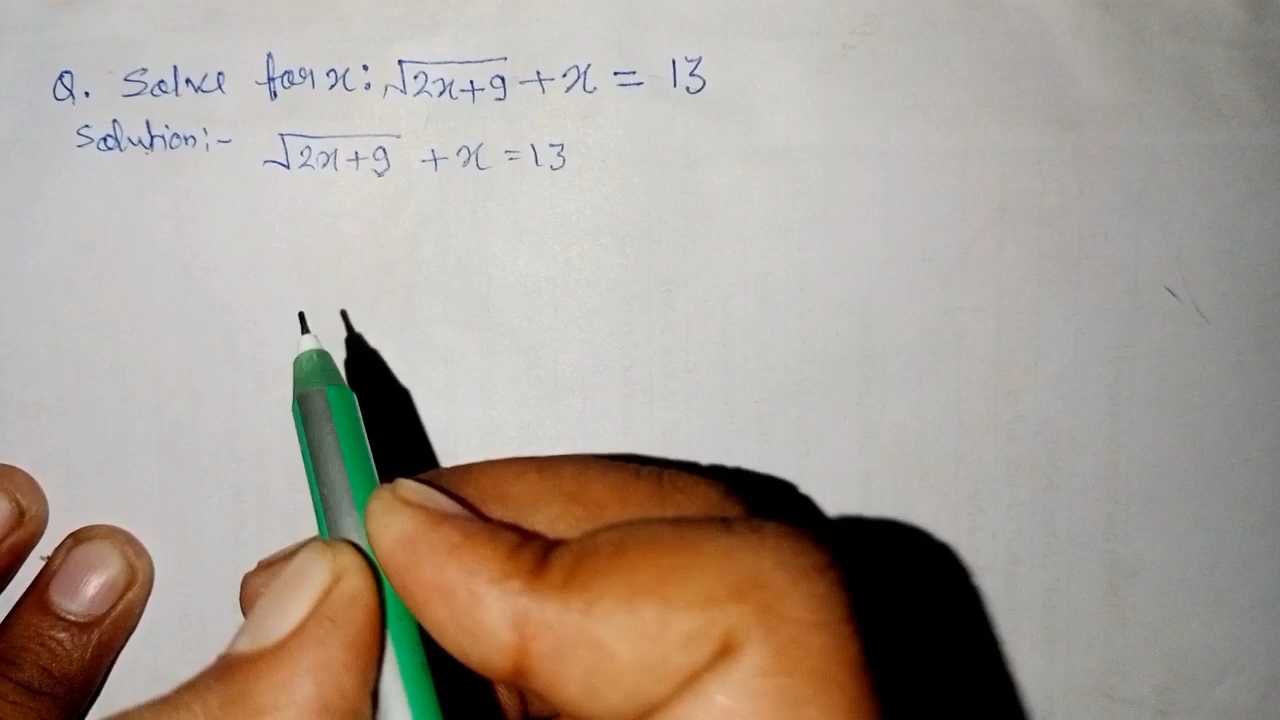 Q. Solve for x: √2x+9 + x = 13
Solution:- √2x+9 + x = 13